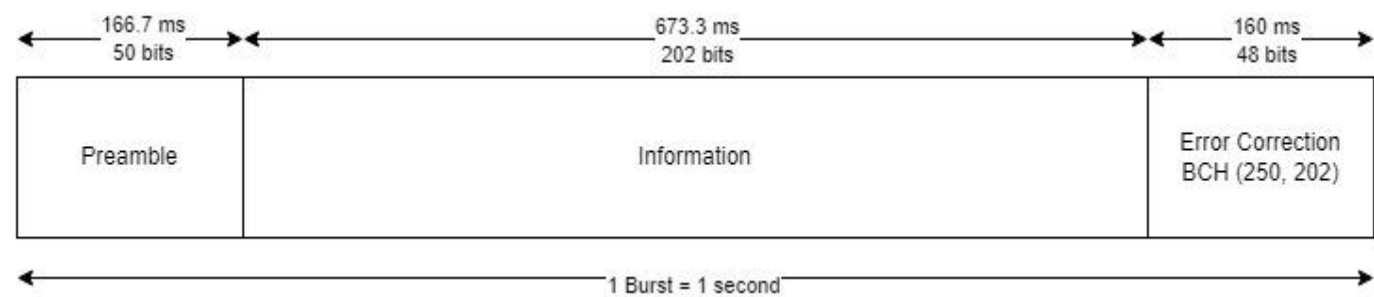 166.7 ms
50 bits
673.3 ms
202 bits
160 ms
48 bits
Preamble
Information
Error Correction
BCH (250, 202)
1 Burst = 1 second